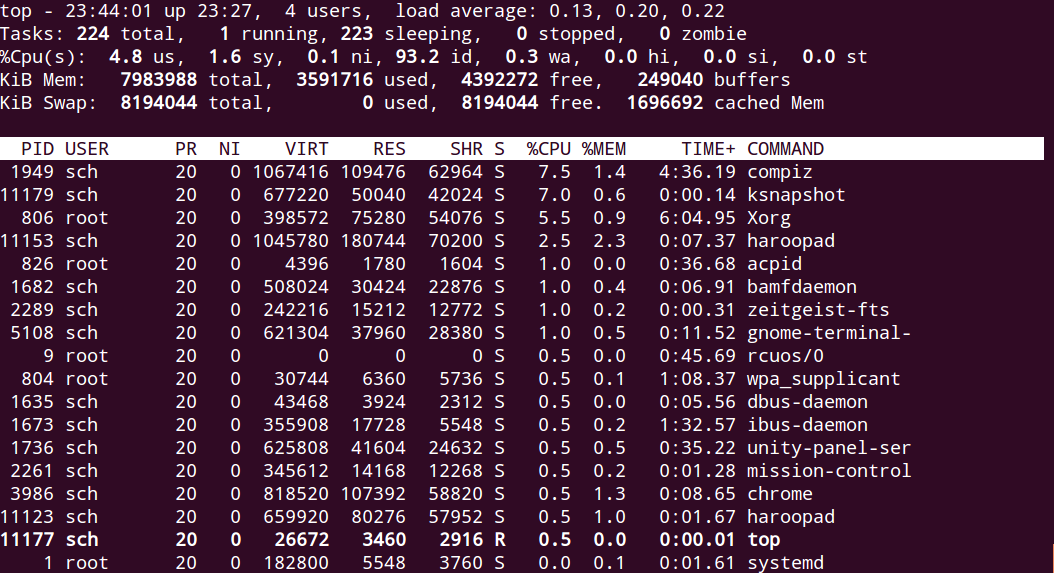 top - 23:44:01 up 23:27,  4 users,  load average: 0.13, 0.20, 0.22
Tasks: 224 total,   1 running, 223 sleeping,   0 stopped,   0 zombie
%Cpu(s):  4.8 us,  1.6 sy,  0.1 ni, 93.2 id,  0.3 wa,  0.0 hi,  0.0 si,  0.0 st
KiB Mem:   7983988 total,  3591716 used,  4392272 free,   249040 buffers
KiB Swap:  8194044 total,        0 used,  8194044 free.  1696692 cached Mem
  PID USER      PR  NI    VIRT    RES    SHR S  %CPU %MEM     TIME+ COMMAND
 1949 sch       20   0 1067416 109476  62964 S   7.5  1.4   4:36.19 compiz
11179 sch       20   0  677220  50040  42024 S   7.0  0.6   0:00.14 ksnapshot
  806 root      20   0  398572  75280  54076 S   5.5  0.9   6:04.95 Xorg
11153 sch       20   0 1045780 180744  70200 S   2.5  2.3   0:07.37 haroopad
  826 root      20   0    4396   1780   1604 S   1.0  0.0   0:36.68 acpid
 1682 sch       20   0  508024  30424  22876 S   1.0  0.4   0:06.91 bamfdaemon
 2289 sch       20   0  242216  15212  12772 S   1.0  0.2   0:00.31 zeitgeist-fts
 5108 sch       20   0  621304  37960  28380 S   1.0  0.5   0:11.52 gnome-terminal-
    9 root      20   0       0      0      0 S   0.5  0.0   0:45.69 rcuos/0
  804 root      20   0   30744   6360   5736 S   0.5  0.1   1:08.37 wpa_supplicant
 1635 sch       20   0   43468   3924   2312 S   0.5  0.0   0:05.56 dbus-daemon
 1673 sch       20   0  355908  17728   5548 S   0.5  0.2   1:32.57 ibus-daemon
 1736 sch       20   0  625808  41604  24632 S   0.5  0.5   0:35.22 unity-panel-ser
 2261 sch       20   0  345612  14168  12268 S   0.5  0.2   0:01.28 mission-control
 3986 sch       20   0  818520 107392  58820 S   0.5  1.3   0:08.65 chrome
11123 sch       20   0  659920  80276  57952 S   0.5  1.0   0:01.67 haroopad
11177 sch       20   0   26672   3460   2916 R   0.5  0.0   0:00.01 top
    1 root      20   0  182800   5548   3760 S   0.0  0.1   0:01.61 systemd